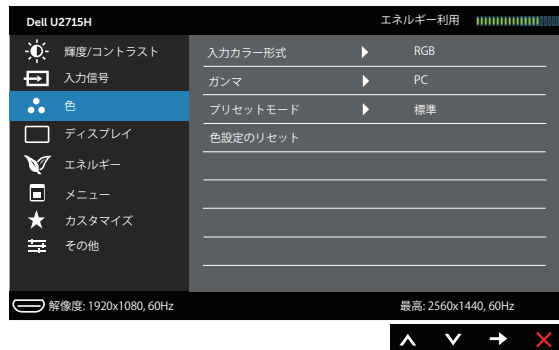 Dell U2715H エネルギー利用
輝度/コントラスト
入力信号
色
ディスプレイ
エネルギー
メニュー
カスタマイズ
その他
入力カラー形式 RGB
ガンマ PC
プリセットモード 標準
色設定のリセット
解像度: 1920x1080, 60Hz 最高: 2560x1440, 60Hz